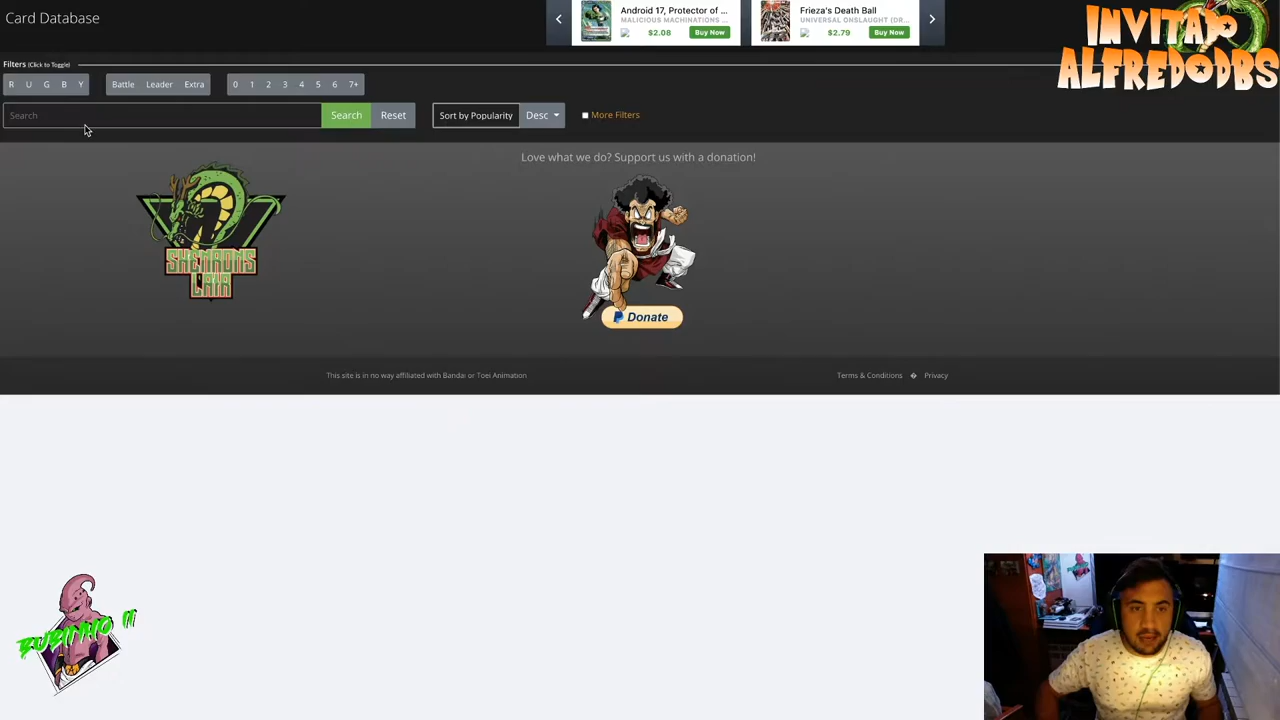 Card Database
Android 17, Protector of ...
MALICIOUS MACHINATIONS
$2.08 Buy Now
Frieza's Death Ball
UNIVERSAL ONSLAUGHT (DR...
$2.79 Buy Now
INVITADO
ALFREDODBS
Filters (Click to Toggle)
R U G B Y Battle Leader Extra 0 1 2 3 4 5 6 7+
Search Search Reset Sort by Popularity Desc More Filters
Love what we do? Support us with a donation!
SHENRONS
LAIR
Donate
This site is in no way affiliated with Bandai or Toei Animation
Terms & Conditions � Privacy